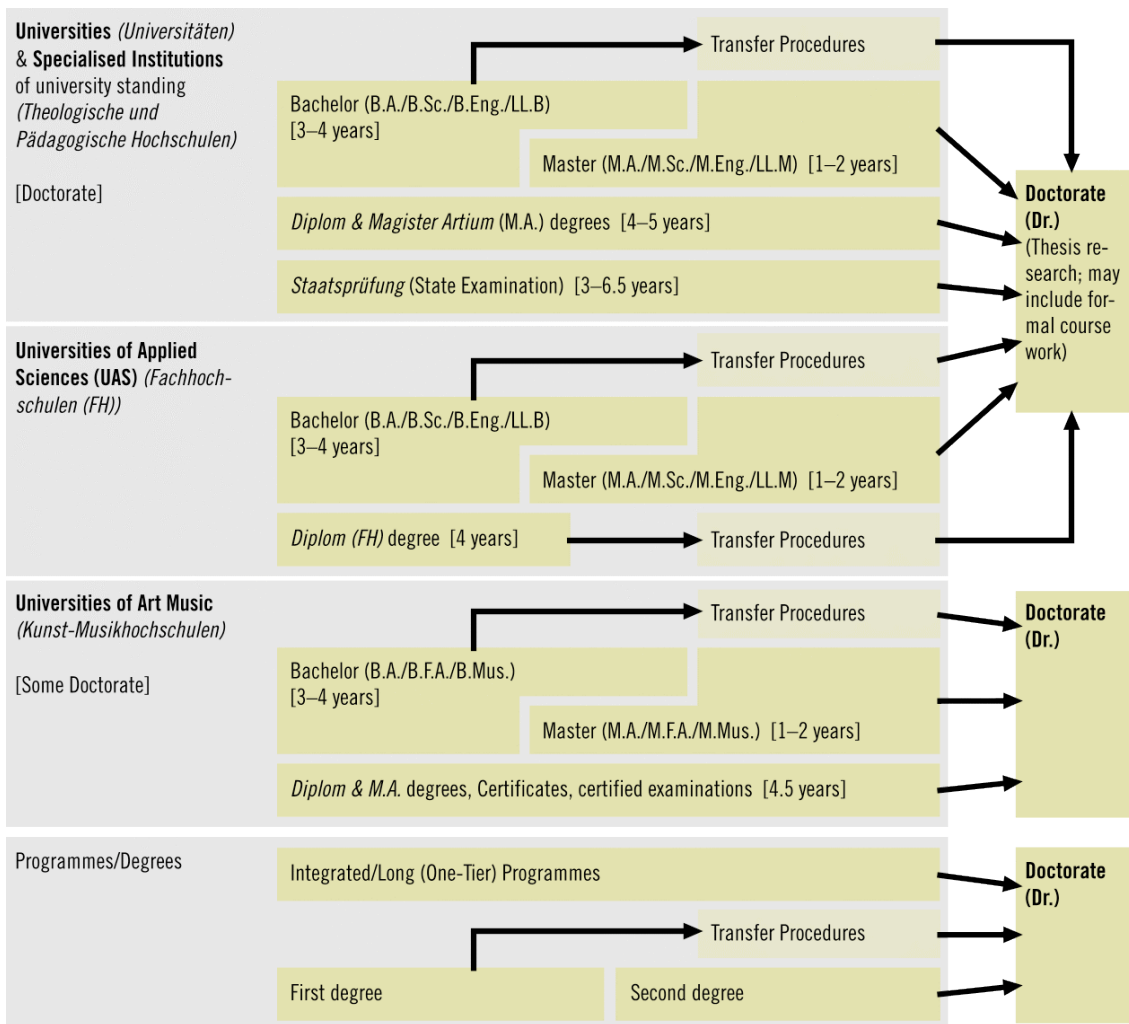 Universities (Universitäten)
& Specialised Institutions
of university standing
(Theologische und
Pädagogische Hochschulen)
[Doctorate]
Transfer Procedures
Bachelor (B.A./B.Sc./B.Eng./LL.B)
[3–4 years]
Master (M.A./M.Sc./M.Eng./LL.M) [1–2 years]
Diplom & Magister Artium (M.A.) degrees [4–5 years]
Staatsprüfung (State Examination) [3–6.5 years]
Doctorate
(Dr.)
(Thesis re-
search; may
include for-
mal course
work)
Universities of Applied
Sciences (UAS) (Fachhoch-
schulen (FH))
Transfer Procedures
Bachelor (B.A./B.Sc./B.Eng./LL.B)
[3–4 years]
Master (M.A./M.Sc./M.Eng./LL.M) [1–2 years]
Diplom (FH) degree [4 years]
Transfer Procedures
Universities of Art Music
(Kunst-Musikhochschulen)
[Some Doctorate]
Transfer Procedures
Bachelor (B.A./B.F.A./B.Mus.)
[3–4 years]
Master (M.A./M.F.A./M.Mus.) [1–2 years]
Diplom & M.A. degrees, Certificates, certified examinations [4.5 years]
Doctorate
(Dr.)
Programmes/Degrees
Integrated/Long (One-Tier) Programmes
Transfer Procedures
First degree
Second degree
Doctorate
(Dr.)